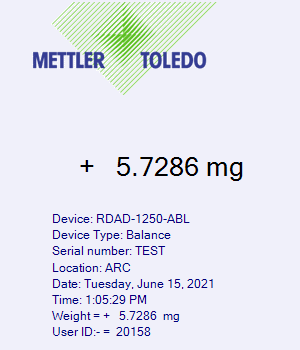 METTLER TOLEDO
+ 5.7286 mg
Device: RDAD-1250-ABL
Device Type: Balance
Serial number: TEST
Location: ARC
Date: Tuesday, June 15, 2021
Time: 1:05:29 PM
Weight = + 5.7286 mg
User ID:- = 20158